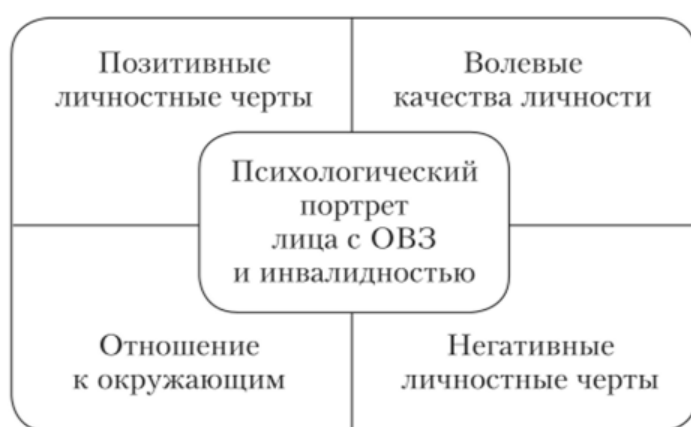 Позитивные
личностные черты
Волевые
качества личности
Психологический
портрет
лица с ОВЗ
и инвалидностью
Отношение
к окружающим
Негативные
личностные черты